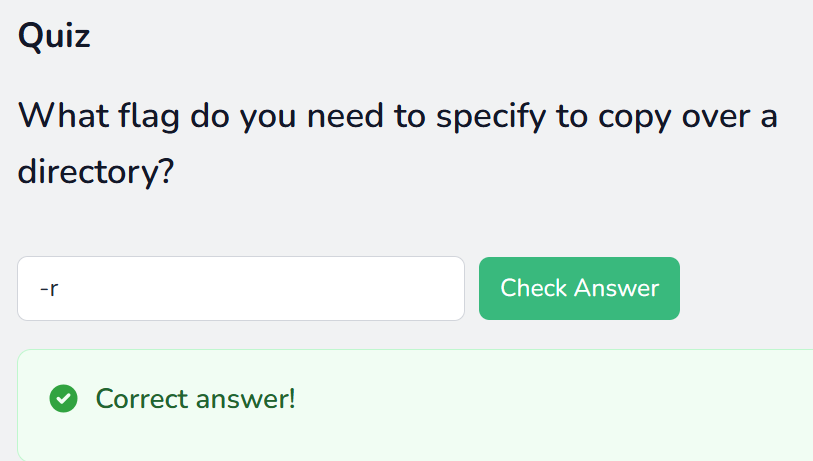 Quiz
What flag do you need to specify to copy over a
directory?
-r
Check Answer
Correct answer!